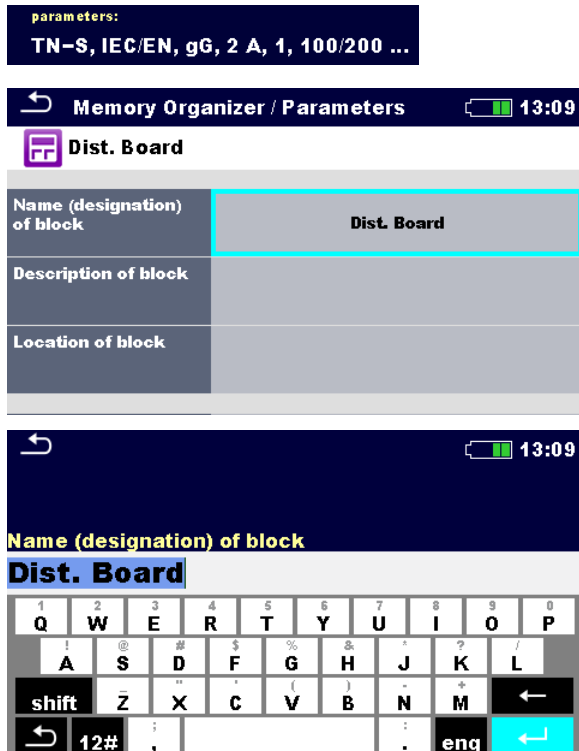 parameters:
TN-S, IEC/EN, gG, 2 A, 1, 100/200 ...
Memory Organizer / Parameters 13:09
Dist. Board
Name (designation)
of block
Dist. Board
Description of block
Location of block
13:09
Name (designation) of block
Dist. Board
1 2 3 4 5 6 7 8 9 0
Q W E R T Y U I O P
! @ # $ % & * ? /
A S D F G H J K L
_ " ' ( ) - +
shift Z X C V B N M ←
; :
12# , . eng